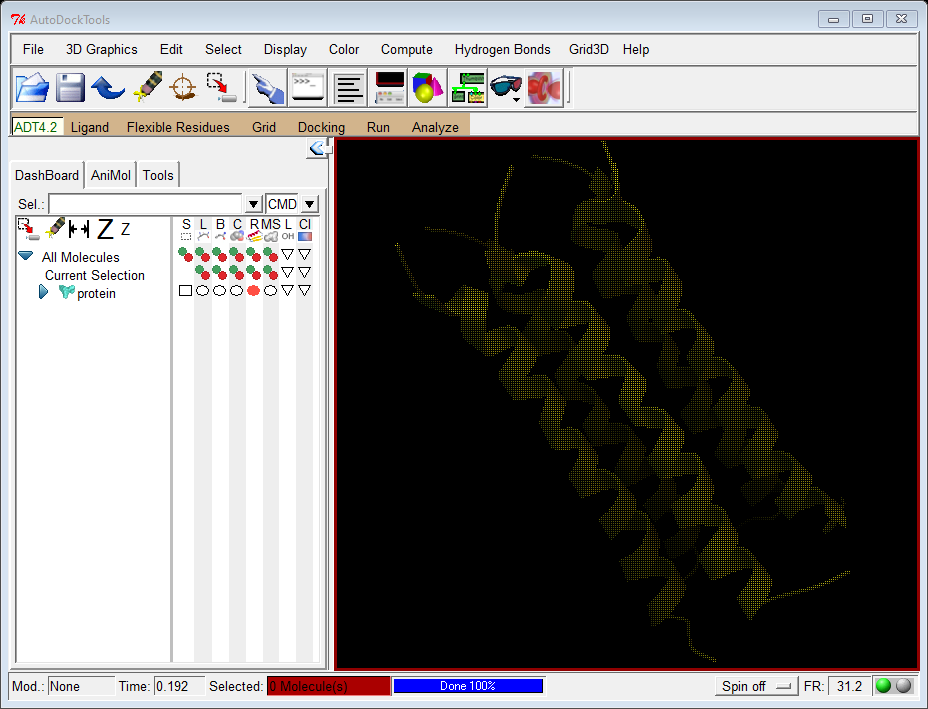 AutoDockTools
File 3D Graphics Edit Select Display Color Compute Hydrogen Bonds Grid3D Help
>>>
ADT4.2 Ligand Flexible Residues Grid Docking Run Analyze
DashBoard AniMol Tools
Sel.: CMD
Z Z S L B C R MS L Cl
OH
All Molecules
Current Selection
protein
Mod.: None Time: 0.192 Selected: 0 Molecule(s) Done 100% Spin off FR: 31.2